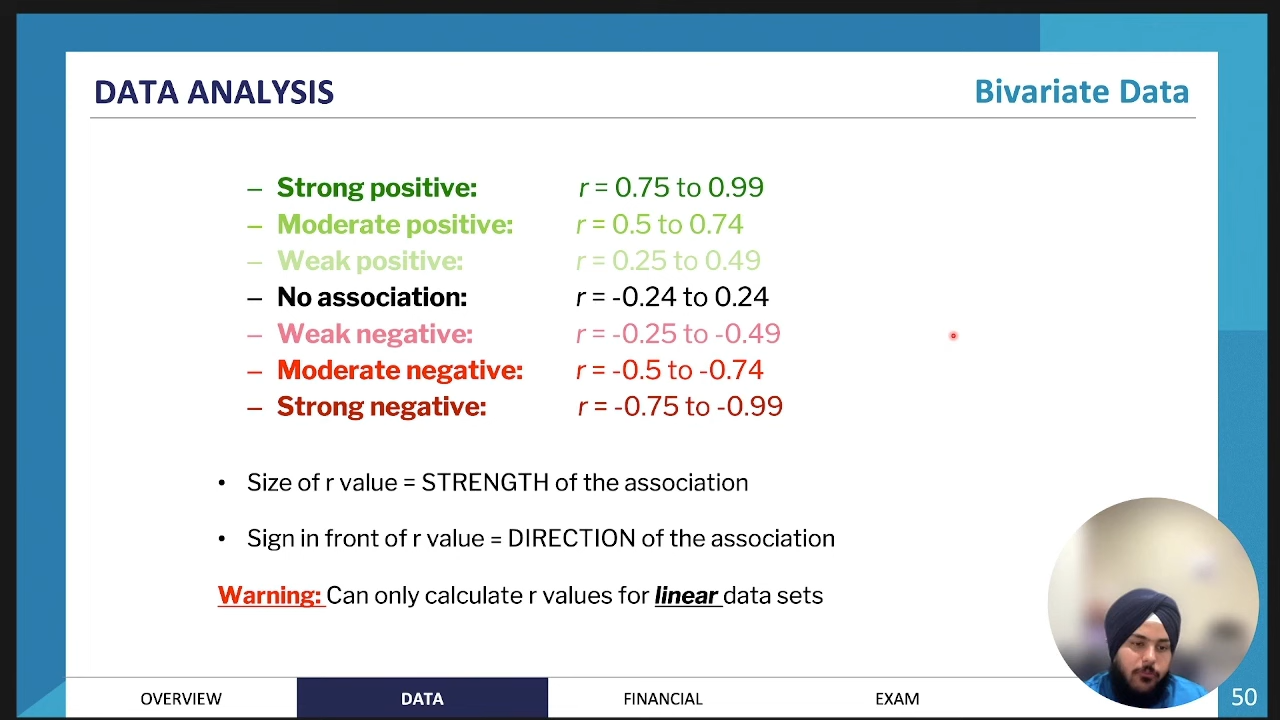 DATA ANALYSIS
Bivariate Data
– Strong positive: r = 0.75 to 0.99
– Moderate positive: r = 0.5 to 0.74
– Weak positive: r = 0.25 to 0.49
– No association: r = -0.24 to 0.24
– Weak negative: r = -0.25 to -0.49
– Moderate negative: r = -0.5 to -0.74
– Strong negative: r = -0.75 to -0.99
• Size of r value = STRENGTH of the association
• Sign in front of r value = DIRECTION of the association
Warning: Can only calculate r values for linear data sets
OVERVIEW DATA FINANCIAL EXAM
50